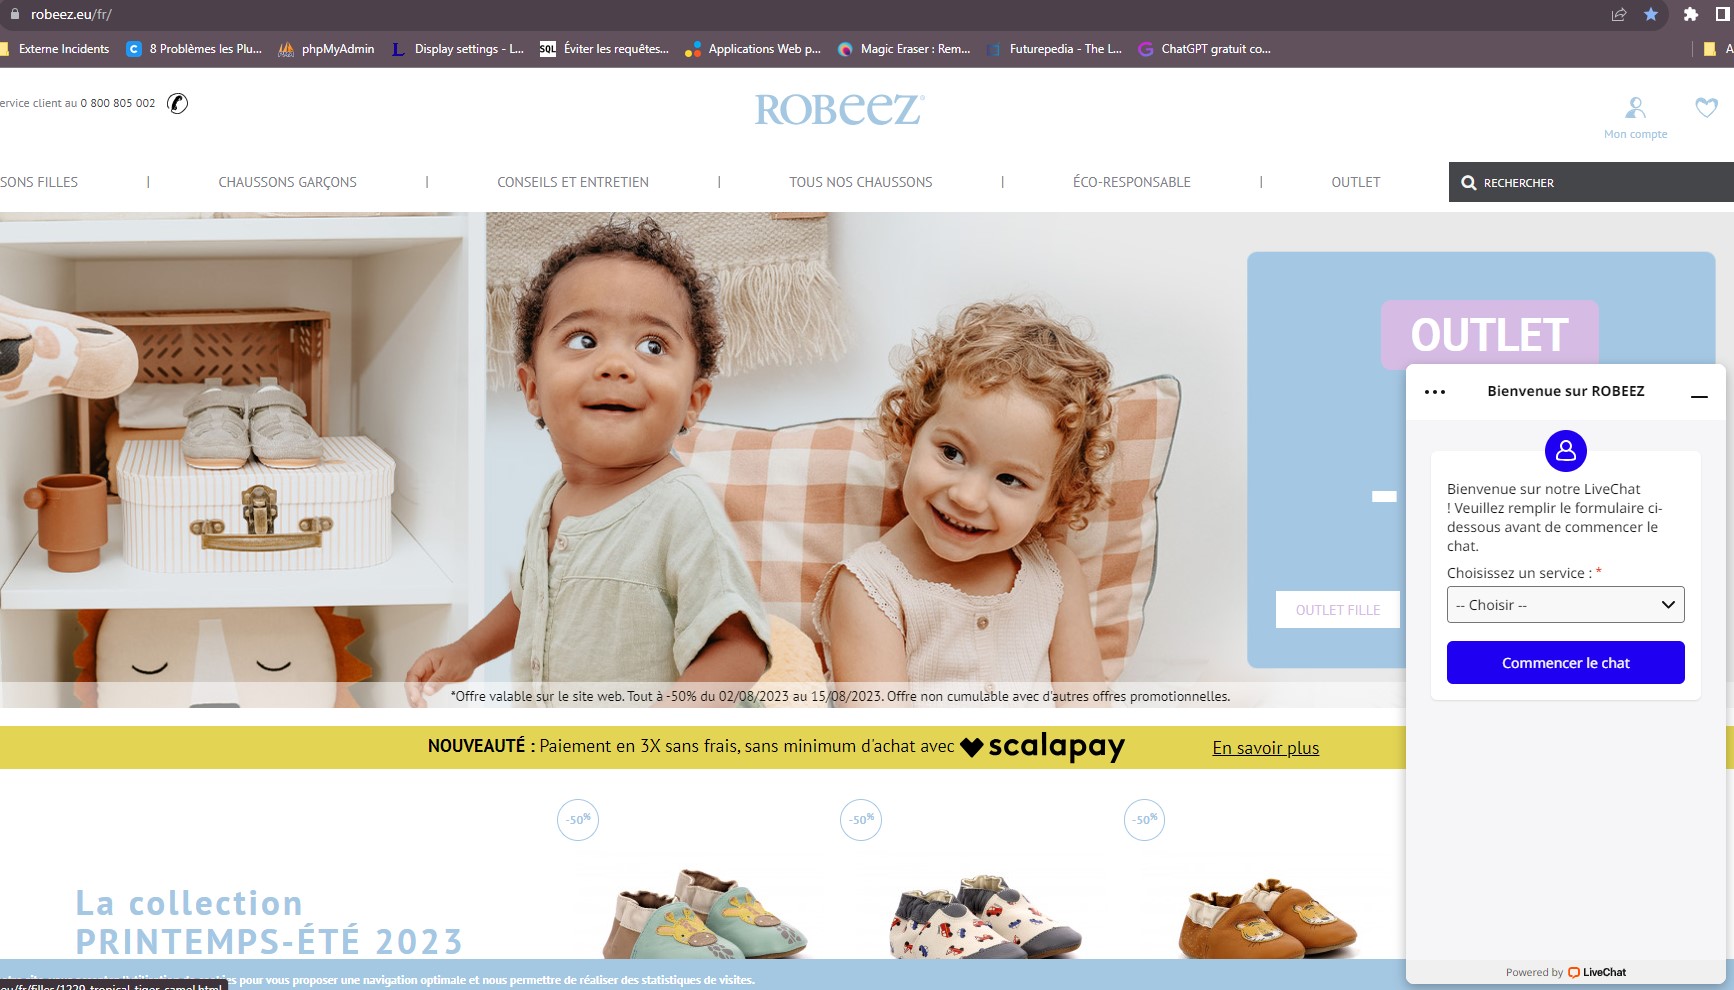 robeez.eu/fr/
Externe Incidents
8 Problèmes les Plu...
phpMyAdmin
Display settings - L...
SQL
Éviter les requêtes...
Applications Web p...
Magic Eraser : Rem...
Futurepedia - The L...
ChatGPT gratuit co...
A
ervice client au 0 800 805 002
ROBEEZ
Mon compte
SONS FILLES | CHAUSSONS GARÇONS | CONSEILS ET ENTRETIEN | TOUS NOS CHAUSSONS | ÉCO-RESPONSABLE | OUTLET
RECHERCHER
OUTLET
-
OUTLET FILLE
*Offre valable sur le site web. Tout à -50% du 02/08/2023 au 15/08/2023. Offre non cumulable avec d'autres offres promotionnelles.
NOUVEAUTÉ : Paiement en 3X sans frais, sans minimum d'achat avec scalapay
En savoir plus
-50%
-50%
-50%
La collection
PRINTEMPS-ÉTÉ 2023
pour vous proposer une navigation optimale et nous permettre de réaliser des statistiques de visites.
eu/fr/filles/1229-tropical-tiger-camel.html
Bienvenue sur ROBEEZ
Bienvenue sur notre LiveChat
! Veuillez remplir le formulaire ci-
dessous avant de commencer le
chat.
Choisissez un service : *
-- Choisir --
Commencer le chat
Powered by LiveChat